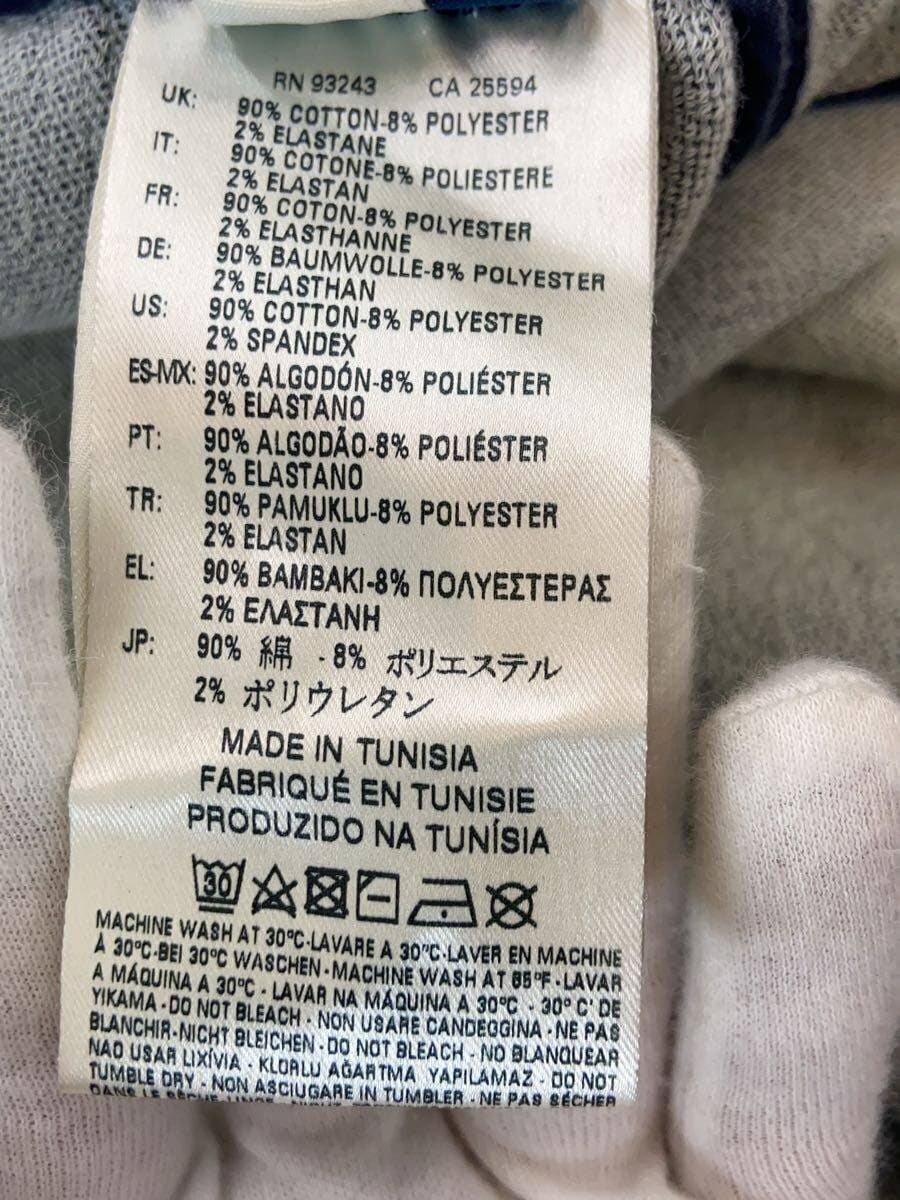 RN 93243 CA 25594
UK: 90% COTTON-8% POLYESTER
2% ELASTANE
IT: 90% COTONE-8% POLIESTERE
2% ELASTAN
FR: 90% COTON-8% POLYESTER
2% ELASTHANNE
DE: 90% BAUMWOLLE-8% POLYESTER
2% ELASTHAN
US: 90% COTTON-8% POLYESTER
2% SPANDEX
ES-MX: 90% ALGODÓN-8% POLIÉSTER
2% ELASTANO
PT: 90% ALGODÃO-8% POLIÉSTER
2% ELASTANO
TR: 90% PAMUKLU-8% POLYESTER
2% ELASTAN
EL: 90% ΒΑΜΒΑΚΙ-8% ΠΟΛΥΕΣΤΕΡΑΣ
2% ΕΛΑΣΤΑΝΗ
JP: 90% 綿 -8% ポリエステル
2% ポリウレタン
MADE IN TUNISIA
FABRIQUÉ EN TUNISIE
PRODUZIDO NA TUNÍSIA
30
MACHINE WASH AT 30°C-LAVARE A 30°C-LAVER EN MACHINE
À 30°C-BEI 30°C WASCHEN-MACHINE WASH AT 85°F-LAVAR
A MÁQUINA A 30°C - LAVAR NA MÁQUINA A 30°C - 30° C' DE
YIKAMA-DO NOT BLEACH - NON USARE CANDEGGINA-NE PAS
BLANCHIR-NICHT BLEICHEN-DO NOT BLEACH - NO BLANQUEAR
NAO USAR LIXÍVIA - KLORLU AĞARTMA YAPILAMAZ - DO NOT
TUMBLE DRY - NON ASCIUGARE IN TUMBLER - NE PAS SÉCHER
DANS LE